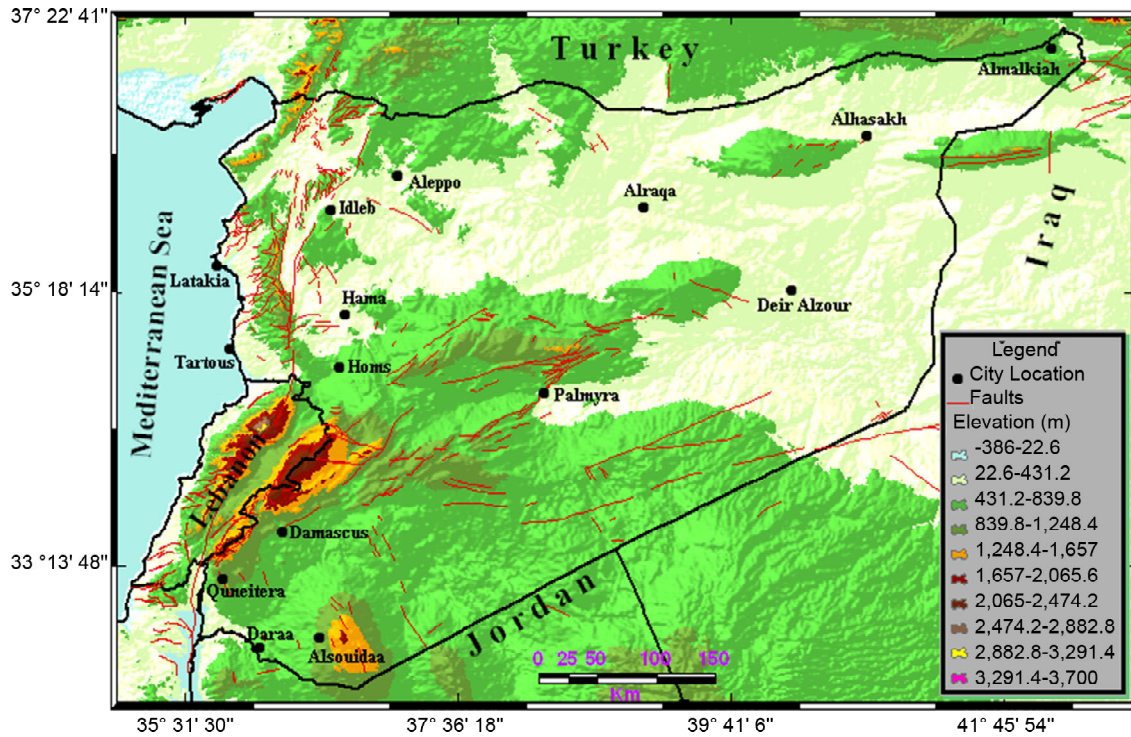 37° 22' 41"
35° 18' 14"
33° 13' 48"
35° 31' 30"
37° 36' 18"
39° 41' 6"
41° 45' 54"
Turkey
Almalkiah
Alhasakh
Aleppo
Alraqa
Idleb
Iraq
Mediterranean Sea
Latakia
Hama
Deir Alzour
Tartous
Homs
Palmyra
Lebanon
Damascus
Quneitera
Jordan
Daraa
Alsouidaa
0 25 50 100 150
Km
Legend
City Location
Faults
Elevation (m)
-386-22.6
22.6-431.2
431.2-839.8
839.8-1,248.4
1,248.4-1,657
1,657-2,065.6
2,065-2,474.2
2,474.2-2,882.8
2,882.8-3,291.4
3,291.4-3,700